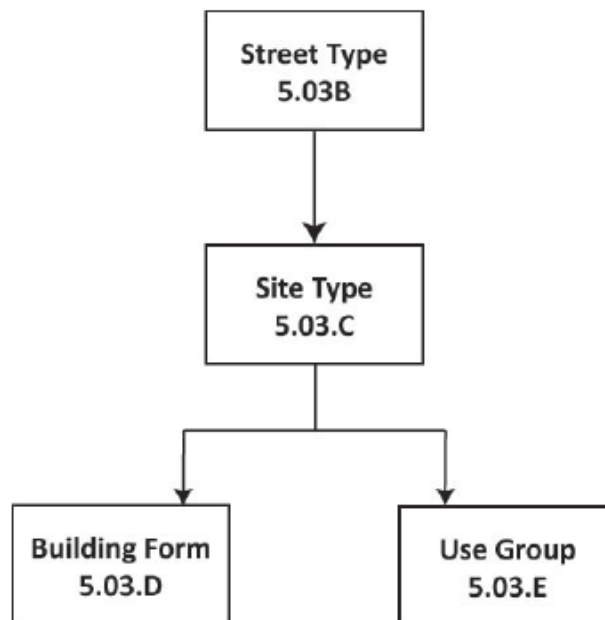 Street Type
5.03B
Site Type
5.03.C
Building Form
5.03.D
Use Group
5.03.E